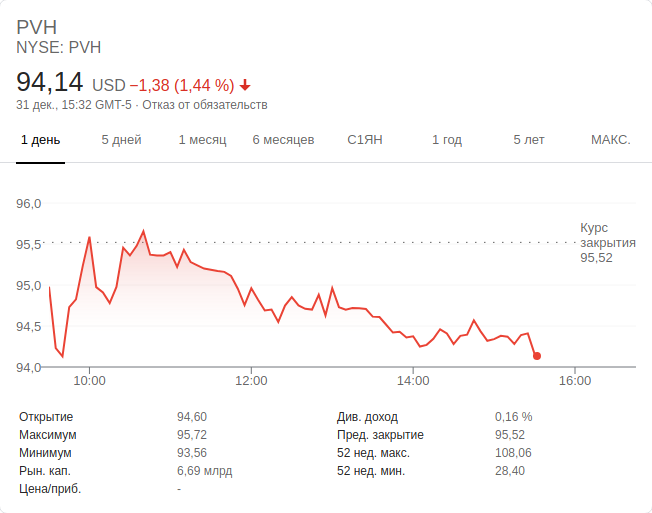 PVH
NYSE: PVH
94,14 USD −1,38 (1,44 %)
31 дек., 15:32 GMT-5 · Отказ от обязательств
1 день 5 дней 1 месяц 6 месяцев С1ЯН 1 год 5 лет МАКС.
96,0
95,5
95,0
94,5
94,0
Курс
закрытия
95,52
10:00 12:00 14:00 16:00
Открытие 94,60 Див. доход 0,16 %
Максимум 95,72 Пред. закрытие 95,52
Минимум 93,56 52 нед. макс. 108,06
Рын. кап. 6,69 млрд 52 нед. мин. 28,40
Цена/приб. -